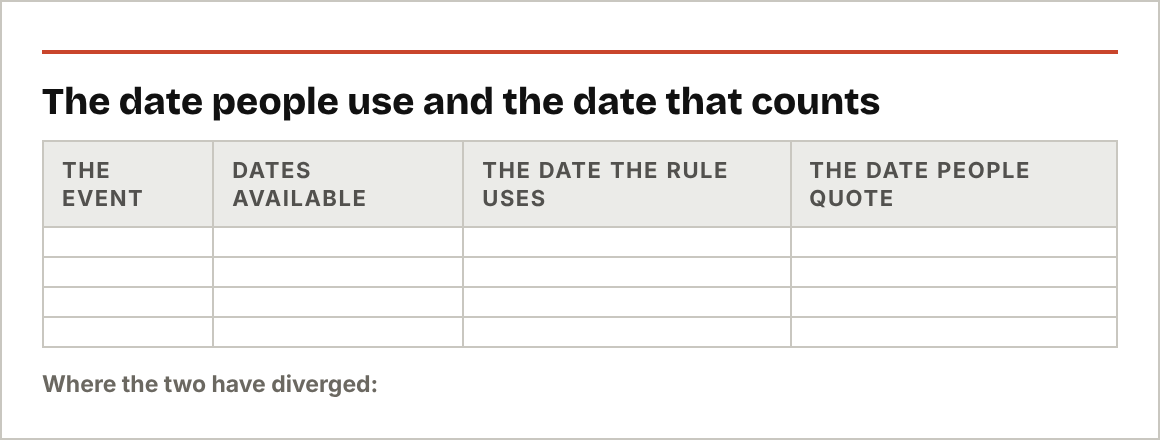 The date people use and the date that counts
THE EVENT
DATES AVAILABLE
THE DATE THE RULE USES
THE DATE PEOPLE QUOTE
Where the two have diverged: